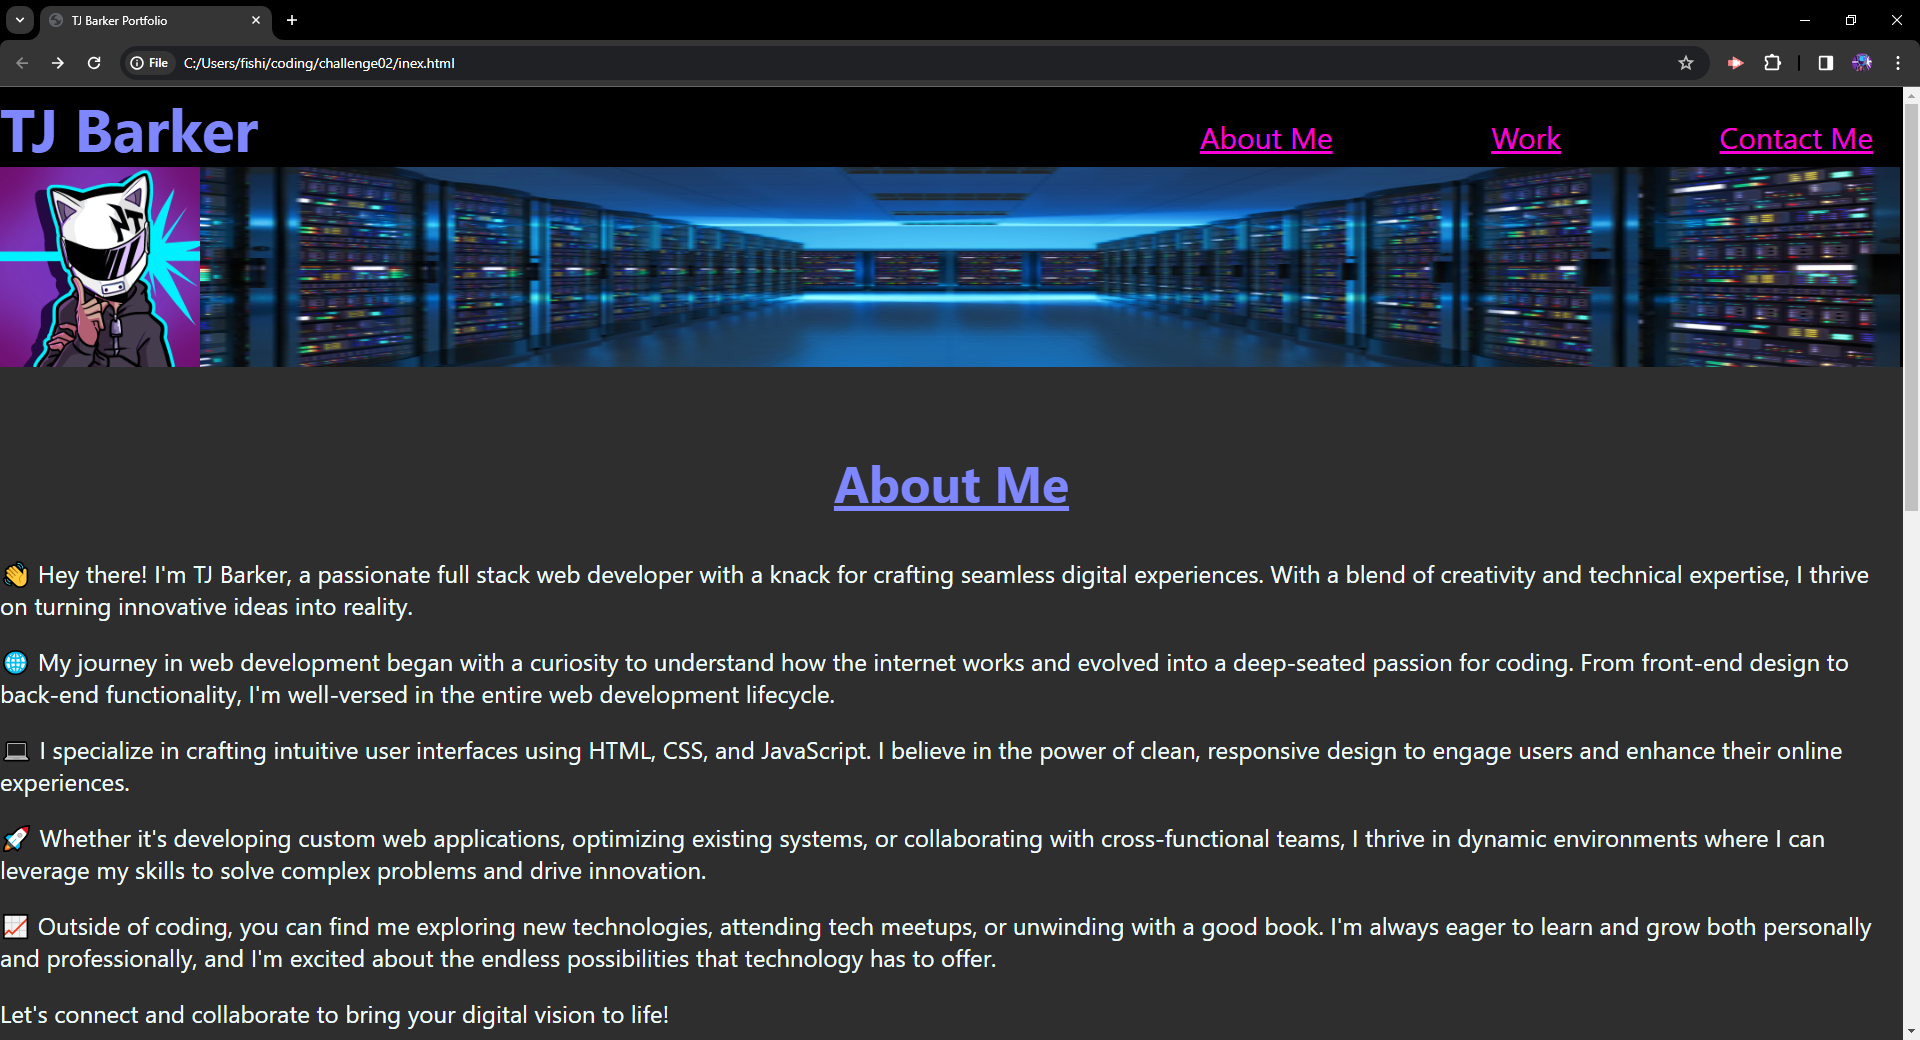 TJ Barker Portfolio
File C:/Users/fishi/coding/challenge02/inex.html
TJ Barker
About Me Work Contact Me
NT
About Me
👋 Hey there! I'm TJ Barker, a passionate full stack web developer with a knack for crafting seamless digital experiences. With a blend of creativity and technical expertise, I thrive
on turning innovative ideas into reality.
🌐 My journey in web development began with a curiosity to understand how the internet works and evolved into a deep-seated passion for coding. From front-end design to
back-end functionality, I'm well-versed in the entire web development lifecycle.
💻 I specialize in crafting intuitive user interfaces using HTML, CSS, and JavaScript. I believe in the power of clean, responsive design to engage users and enhance their online
experiences.
🚀 Whether it's developing custom web applications, optimizing existing systems, or collaborating with cross-functional teams, I thrive in dynamic environments where I can
leverage my skills to solve complex problems and drive innovation.
📈 Outside of coding, you can find me exploring new technologies, attending tech meetups, or unwinding with a good book. I'm always eager to learn and grow both personally
and professionally, and I'm excited about the endless possibilities that technology has to offer.
Let's connect and collaborate to bring your digital vision to life!